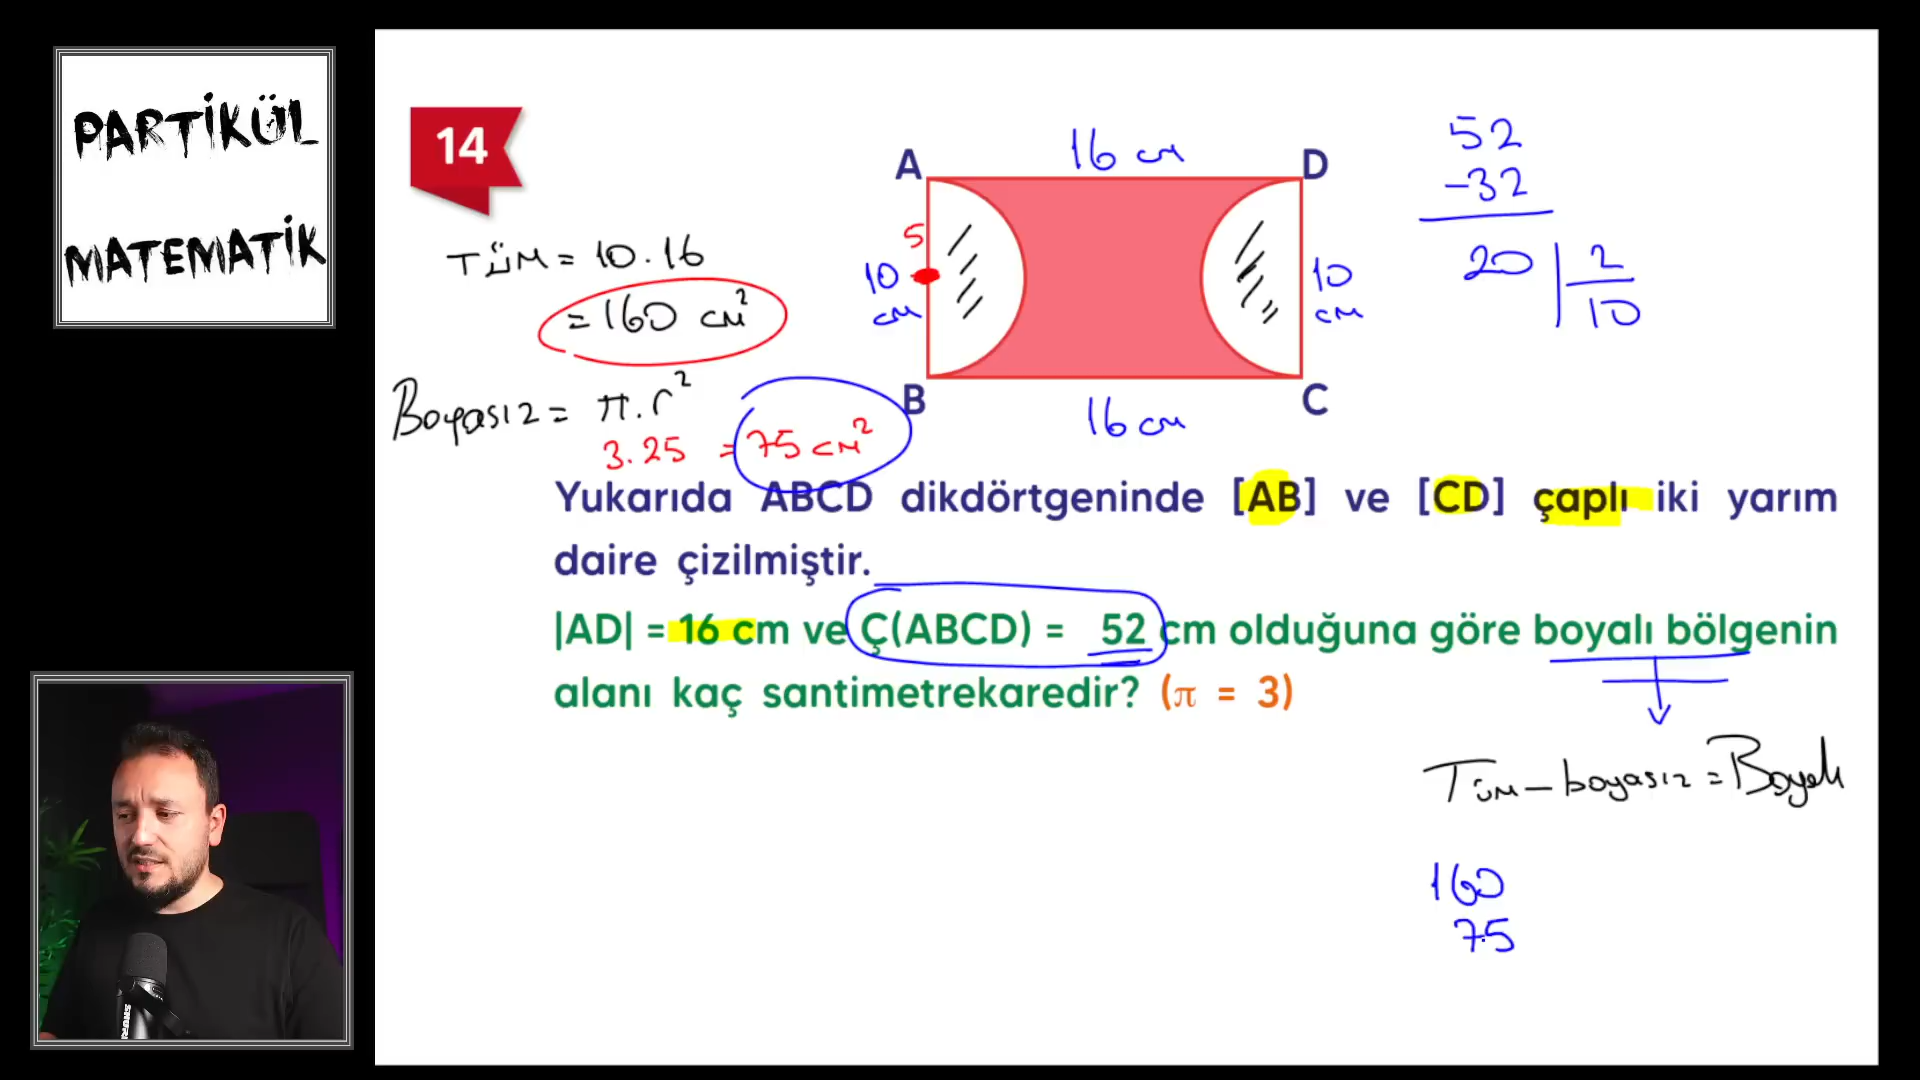 PARTİKÜL
MATEMATİK
14
A
16 cm
D
52
-32
20 | 2
10
TÜM = 10.16
= 160 cm²
5
10
cm
10
cm
Boyasız = π.r²
3.25 = 75 cm²
B
16 cm
C
Yukarıda ABCD dikdörtgeninde [AB] ve [CD] çaplı iki yarım
daire çizilmiştir.
|AD| = 16 cm ve Ç(ABCD) = 52 cm olduğuna göre boyalı bölgenin
alanı kaç santimetrekaredir? (π = 3)
Tüm - boyasız = Boyalı
160
75